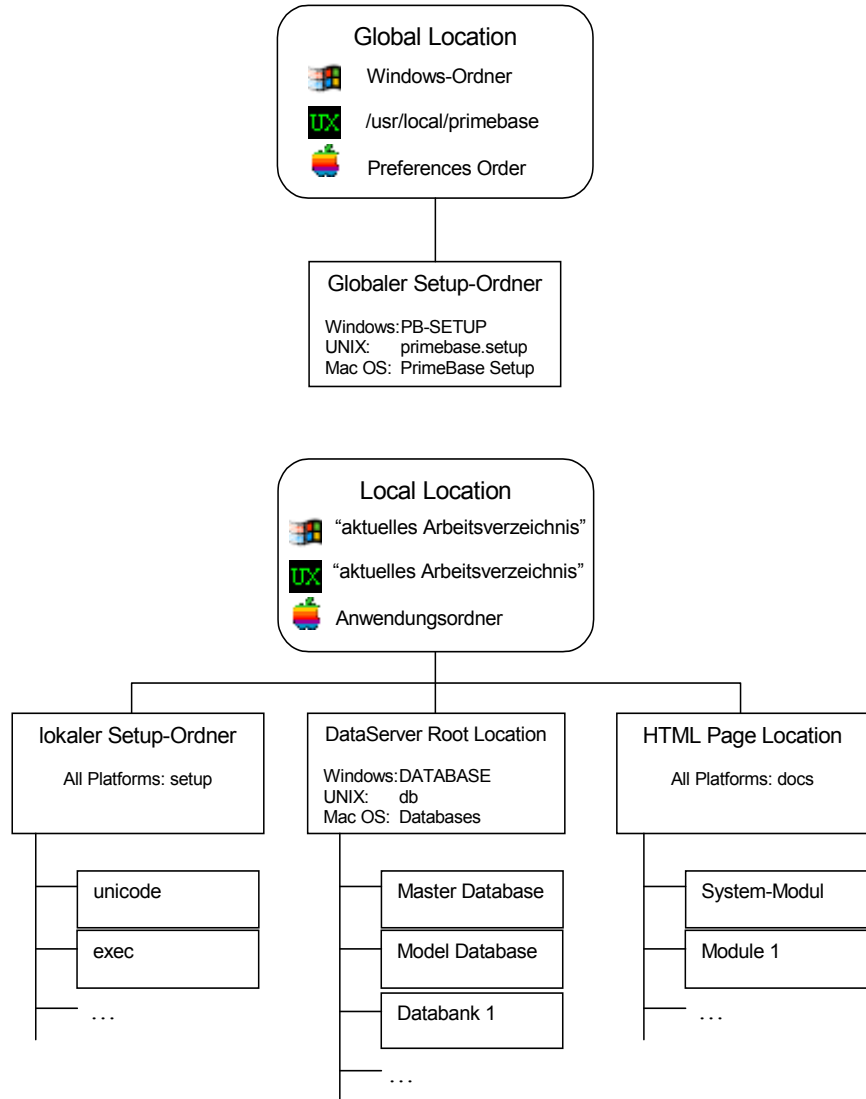 Global Location
Windows-Ordner
UX /usr/local/primebase
Preferences Order
Globaler Setup-Ordner
Windows:PB-SETUP
UNIX: primebase.setup
Mac OS: PrimeBase Setup
Local Location
“aktuelles Arbeitsverzeichnis”
UX “aktuelles Arbeitsverzeichnis”
Anwendungsordner
lokaler Setup-Ordner
All Platforms: setup
unicode
exec
...
DataServer Root Location
Windows:DATABASE
UNIX: db
Mac OS: Databases
Master Database
Model Database
Databank 1
...
HTML Page Location
All Platforms: docs
System-Modul
Module 1
...